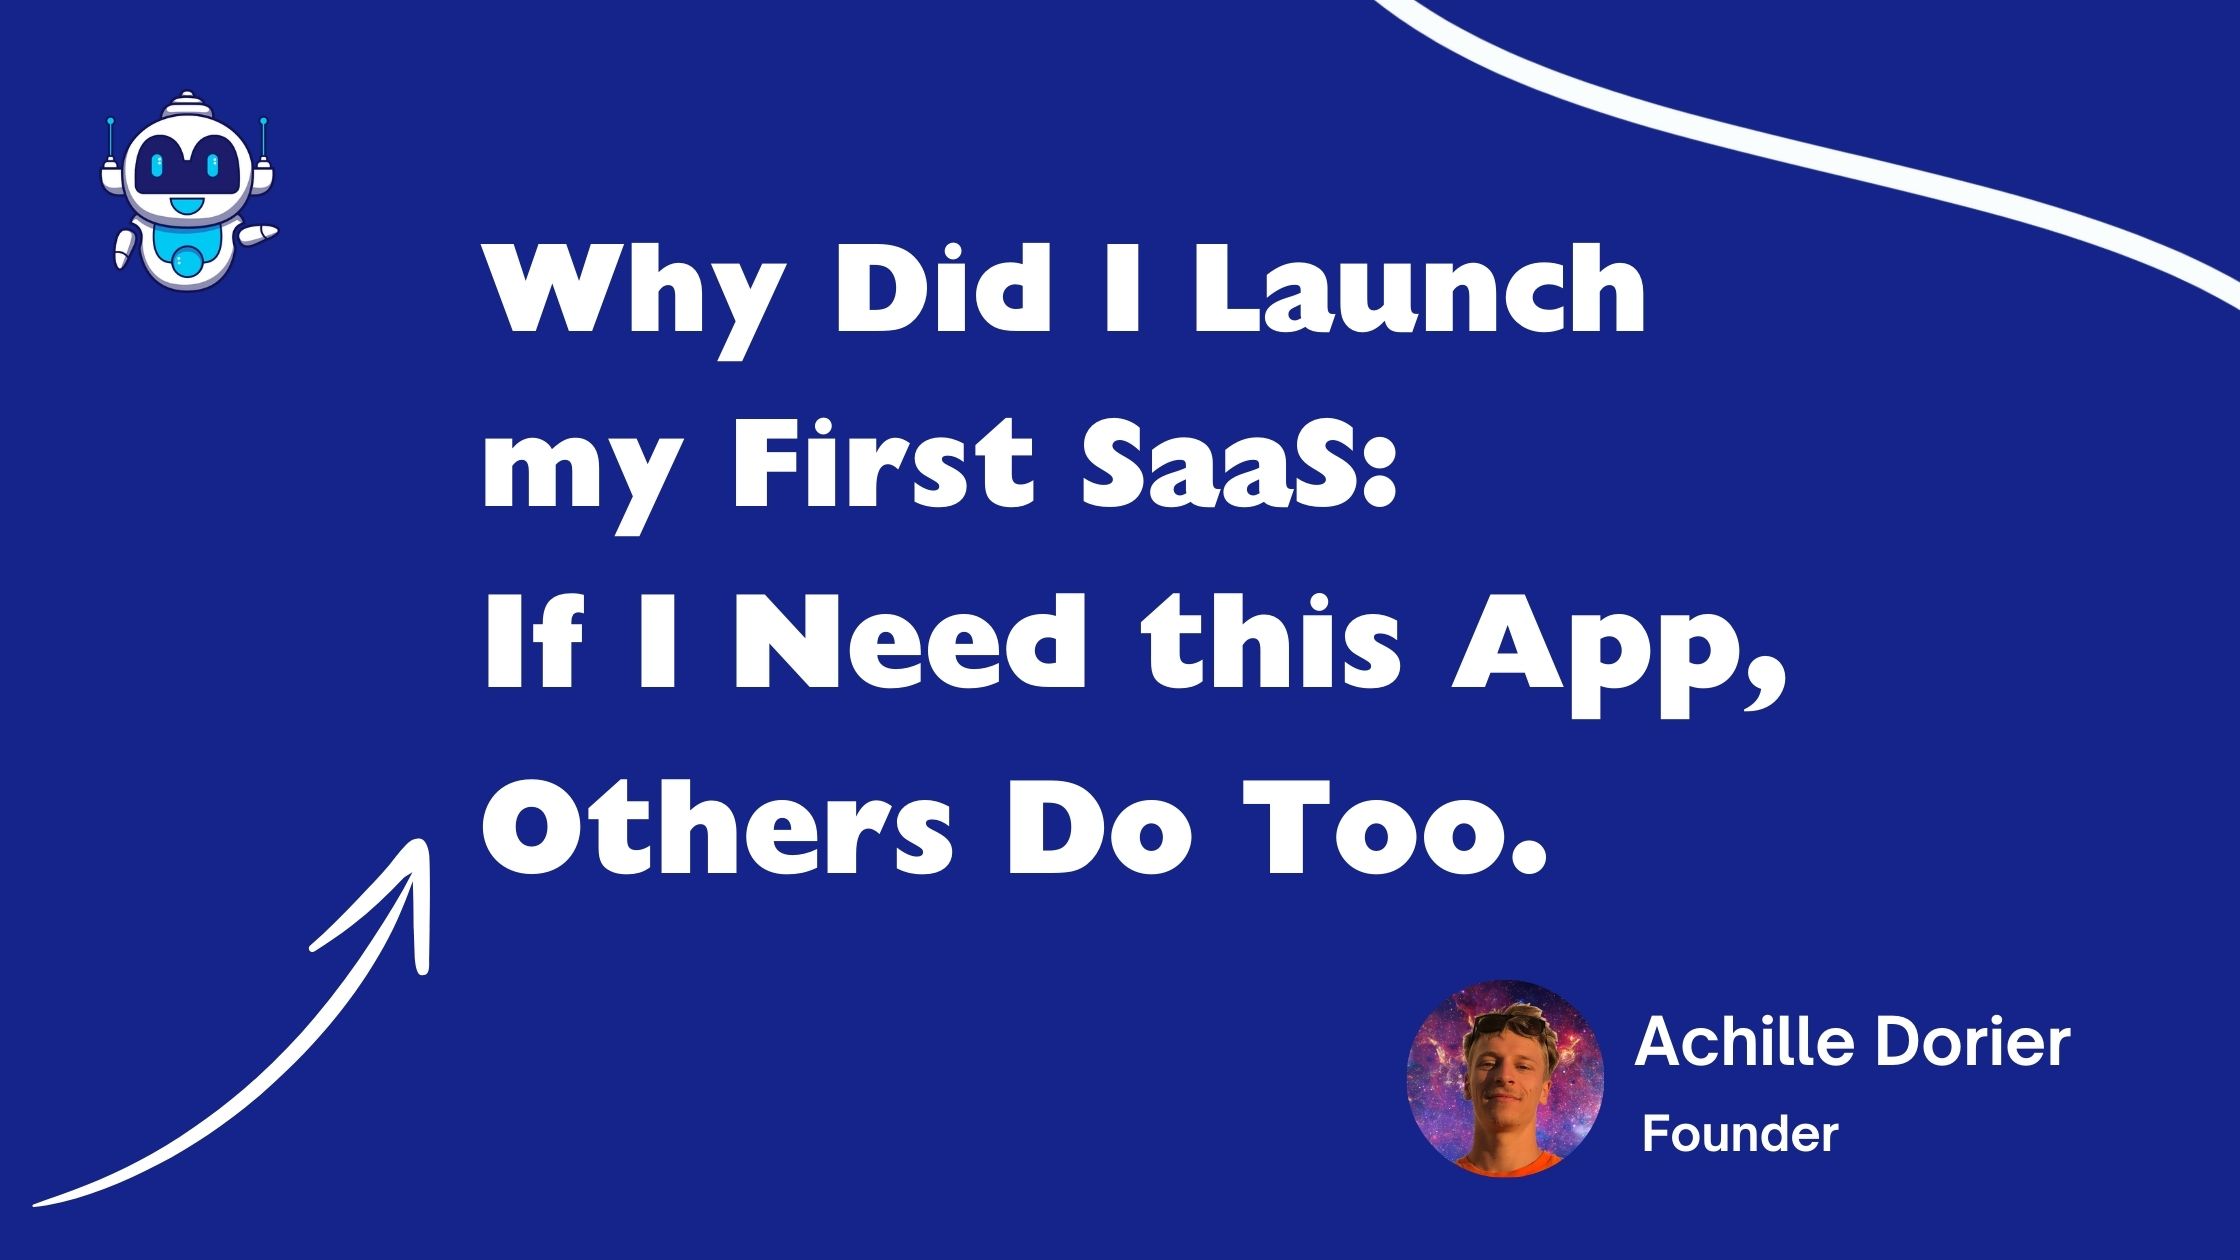 Why Did I Launch
my First SaaS:
If I Need this App,
Others Do Too.
Achille Dorier
Founder